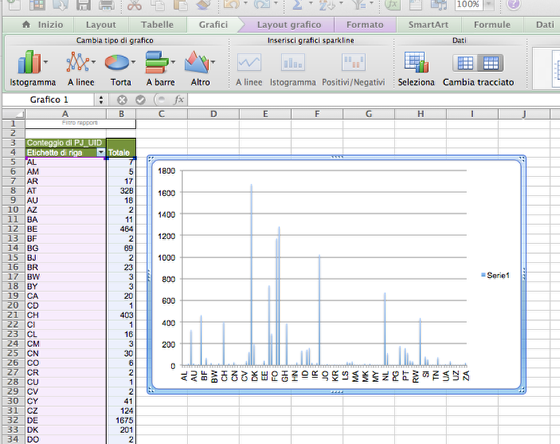 100%
Inizio Layout Tabelle Grafici Layout grafico Formato SmartArt Formule Dati
Cambia tipo di grafico Inserisci grafici sparkline Dati
Istogramma A linee Torta A barre Altro A linee Istogramma Positivi/Negativi Seleziona Cambia tracciato
Grafico 1 fx
A B C D E F G H I J
1 Filtro rapporti
2
3 Conteggio di PJ_UID
4 Etichette di riga Totale
5 AL 7
6 AM 5
7 AR 17
8 AT 328
9 AU 18
10 AZ 2
11 BA 11
12 BE 464
13 BF 2
14 BG 69
15 BJ 2
16 BR 23
17 BW 3
18 BY 3
19 CA 20
20 CD 1
21 CH 403
22 CI 1
23 CL 16
24 CM 3
25 CN 30
26 CO 6
27 CR 2
28 CU 1
29 CV 2
30 CY 41
31 CZ 124
32 DE 1675
33 DK 201
34 DO 2
1800
1600
1400
1200
1000
800
600
400
200
0
AL AU BF BW CH CN CV DK EE FO GH HN ID IR JO KR LS MA MK MY NL PG PT RW SI TN UA UZ ZA
Serie1